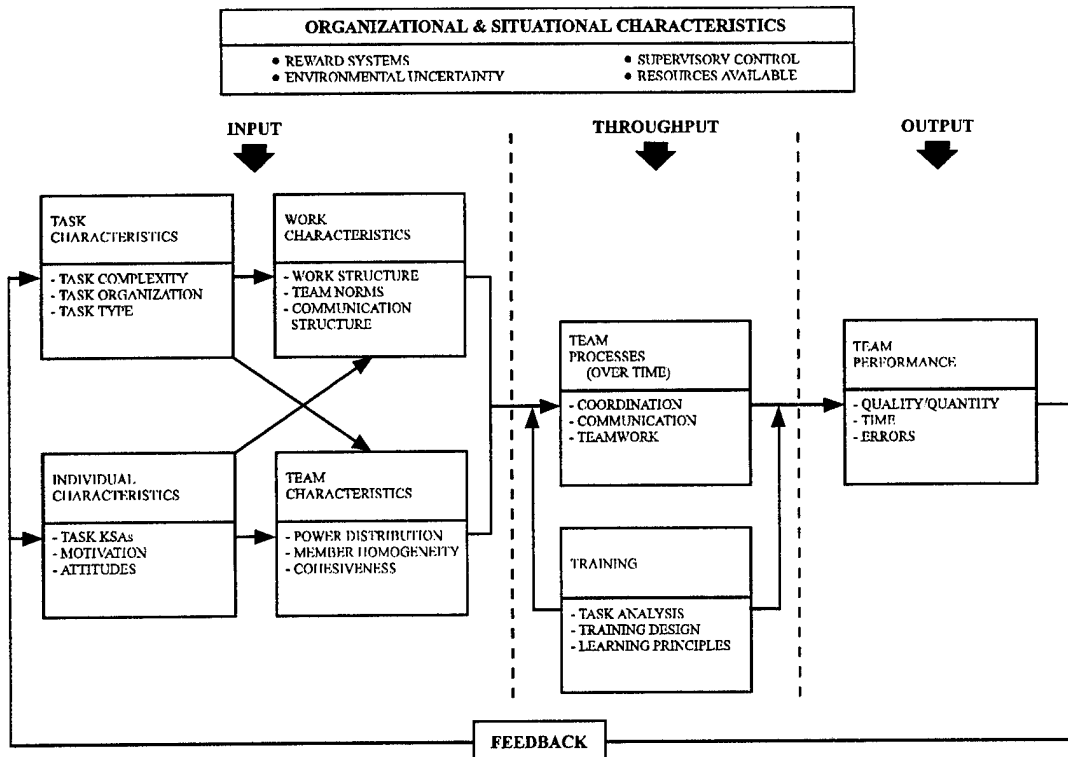 ORGANIZATIONAL & SITUATIONAL CHARACTERISTICS
• REWARD SYSTEMS
• ENVIRONMENTAL UNCERTAINTY
• SUPERVISORY CONTROL
• RESOURCES AVAILABLE
INPUT
THROUGHPUT
OUTPUT
TASK
CHARACTERISTICS
- TASK COMPLEXITY
- TASK ORGANIZATION
- TASK TYPE
WORK
CHARACTERISTICS
- WORK STRUCTURE
- TEAM NORMS
- COMMUNICATION
STRUCTURE
INDIVIDUAL
CHARACTERISTICS
- TASK KSAs
- MOTIVATION
- ATTITUDES
TEAM
CHARACTERISTICS
- POWER DISTRIBUTION
- MEMBER HOMOGENEITY
- COHESIVENESS
TEAM
PROCESSES
(OVER TIME)
- COORDINATION
- COMMUNICATION
- TEAMWORK
TRAINING
- TASK ANALYSIS
- TRAINING DESIGN
- LEARNING PRINCIPLES
TEAM
PERFORMANCE
- QUALITY/QUANTITY
- TIME
- ERRORS
FEEDBACK